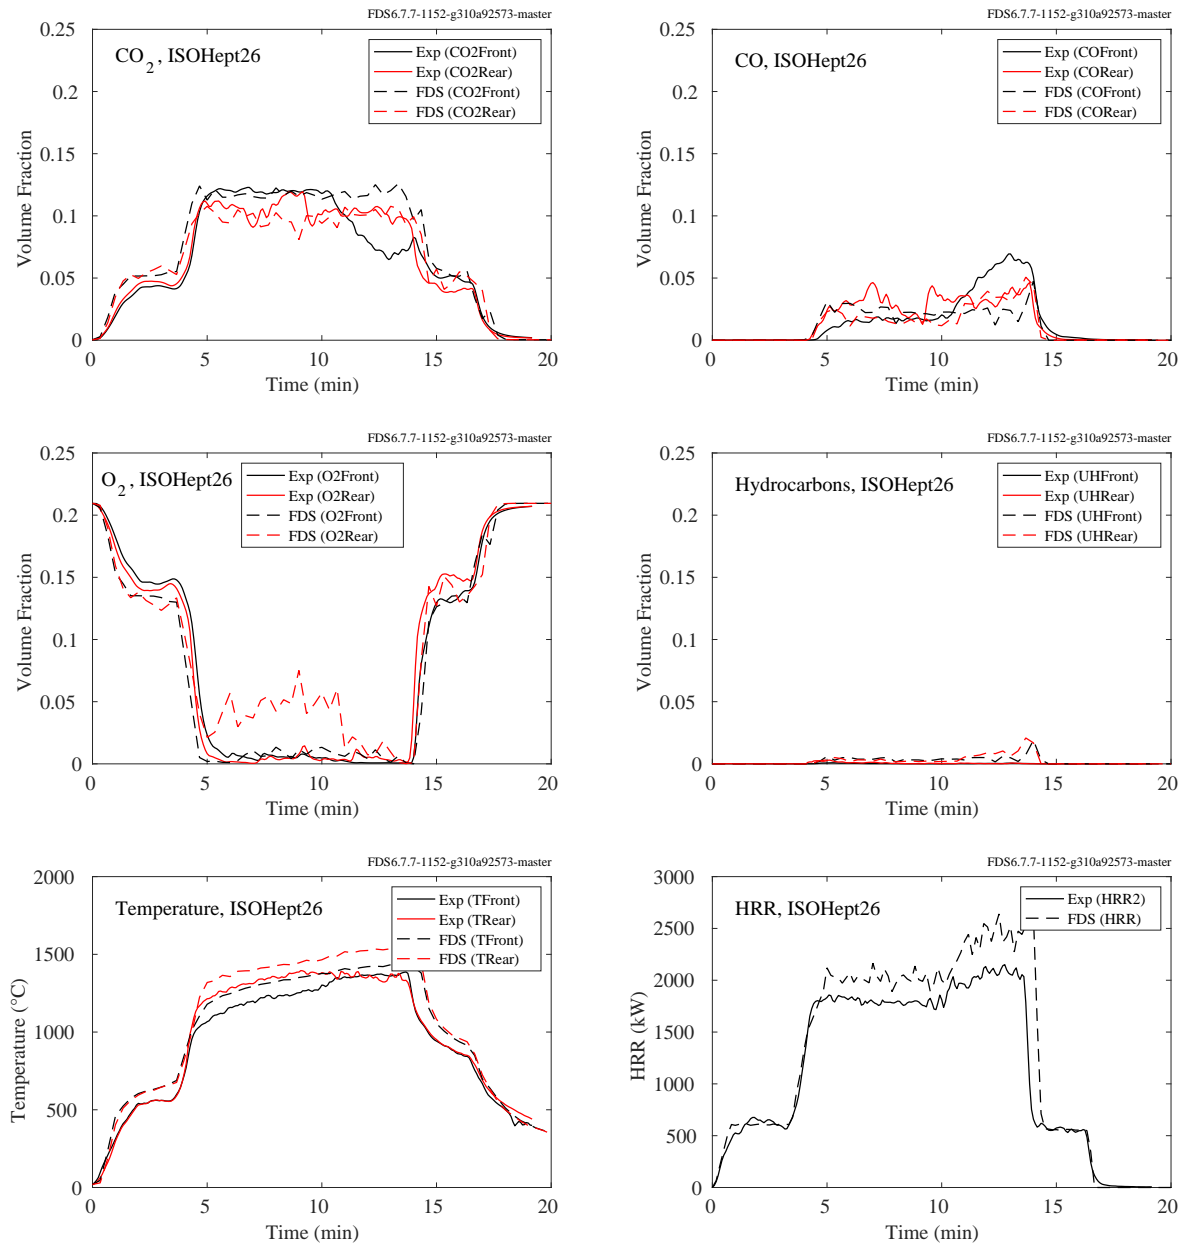 FDS6.7.7-1152-g310a92573-master
CO2, ISOHept26
Exp (CO2Front)
Exp (CO2Rear)
FDS (CO2Front)
FDS (CO2Rear)
Volume Fraction
0.25
0.2
0.15
0.1
0.05
0
0 5 10 15 20
Time (min)
FDS6.7.7-1152-g310a92573-master
CO, ISOHept26
Exp (COFront)
Exp (CORear)
FDS (COFront)
FDS (CORear)
Volume Fraction
0.25
0.2
0.15
0.1
0.05
0
0 5 10 15 20
Time (min)
FDS6.7.7-1152-g310a92573-master
O2, ISOHept26
Exp (O2Front)
Exp (O2Rear)
FDS (O2Front)
FDS (O2Rear)
Volume Fraction
0.25
0.2
0.15
0.1
0.05
0
0 5 10 15 20
Time (min)
FDS6.7.7-1152-g310a92573-master
Hydrocarbons, ISOHept26
Exp (UHFront)
Exp (UHRear)
FDS (UHFront)
FDS (UHRear)
Volume Fraction
0.25
0.2
0.15
0.1
0.05
0
0 5 10 15 20
Time (min)
FDS6.7.7-1152-g310a92573-master
Temperature, ISOHept26
Exp (TFront)
Exp (TRear)
FDS (TFront)
FDS (TRear)
Temperature (°C)
2000
1500
1000
500
0
0 5 10 15 20
Time (min)
FDS6.7.7-1152-g310a92573-master
HRR, ISOHept26
Exp (HRR2)
FDS (HRR)
HRR (kW)
3000
2500
2000
1500
1000
500
0
0 5 10 15 20
Time (min)